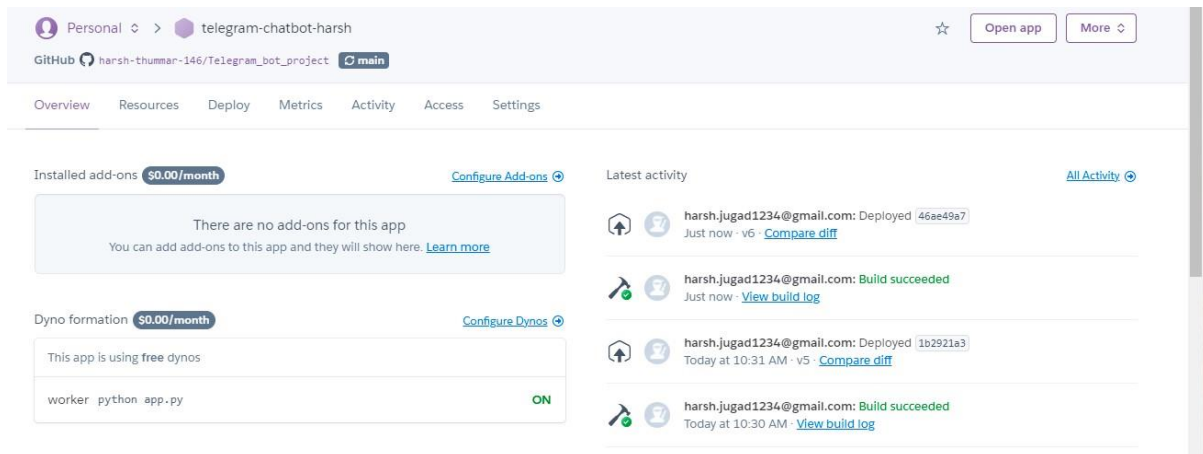 Personal > telegram-chatbot-harsh
Open app
More
GitHub harsh-thummar-146/Telegram_bot_project main
Overview Resources Deploy Metrics Activity Access Settings
Installed add-ons $0.00/month Configure Add-ons
There are no add-ons for this app
You can add add-ons to this app and they will show here. Learn more
Dyno formation $0.00/month Configure Dynos
This app is using free dynos
worker python app.py ON
Latest activity All Activity
harsh.jugad1234@gmail.com: Deployed 46ae49a7
Just now · v6 · Compare diff
harsh.jugad1234@gmail.com: Build succeeded
Just now · View build log
harsh.jugad1234@gmail.com: Deployed 1b2921a3
Today at 10:31 AM · v5 · Compare diff
harsh.jugad1234@gmail.com: Build succeeded
Today at 10:30 AM · View build log